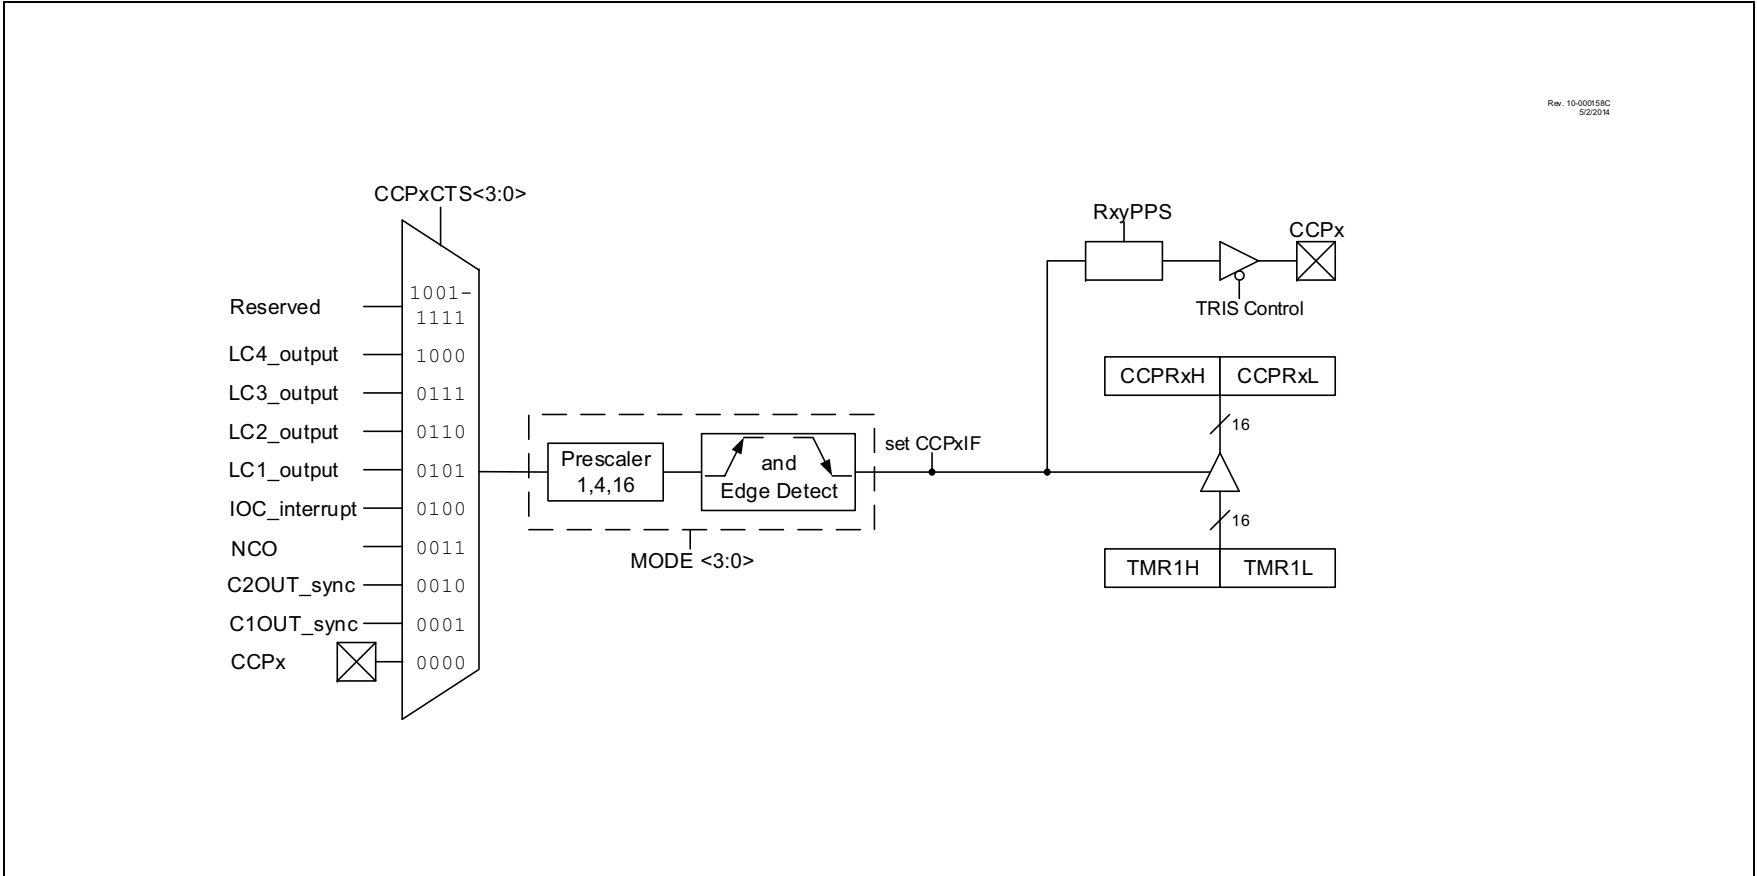 Rev. 10-000158C
5/2/2014
CCPxCTS<3:0>
RxyPPS
CCPx
TRIS Control
Reserved
1001-
1111
LC4_output
1000
LC3_output
0111
LC2_output
0110
LC1_output
0101
IOC_interrupt
0100
NCO
0011
C2OUT_sync
0010
C1OUT_sync
0001
CCPx
0000
Prescaler
1,4,16
and
Edge Detect
MODE <3:0>
set CCPxIF
CCPRxH
CCPRxL
16
16
TMR1H
TMR1L